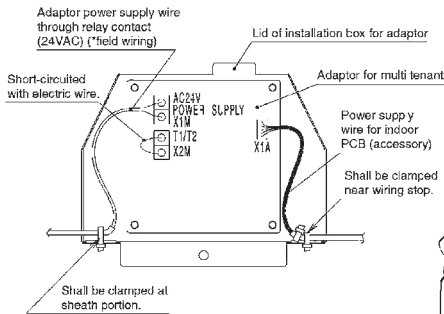 Adaptor power supply wire
through relay contact
(24VAC) (*field wiring)
Lid of installation box for adaptor
Short-circuited
with electric wire.
Adaptor for multi tenant
AC24V
POWER SUPPLY
X1M
T1/T2
X2M
X1A
Power supply
wire for indoor
PCB (accessory)
Shall be clamped
near wiring stop.
Shall be clamped at
sheath portion.